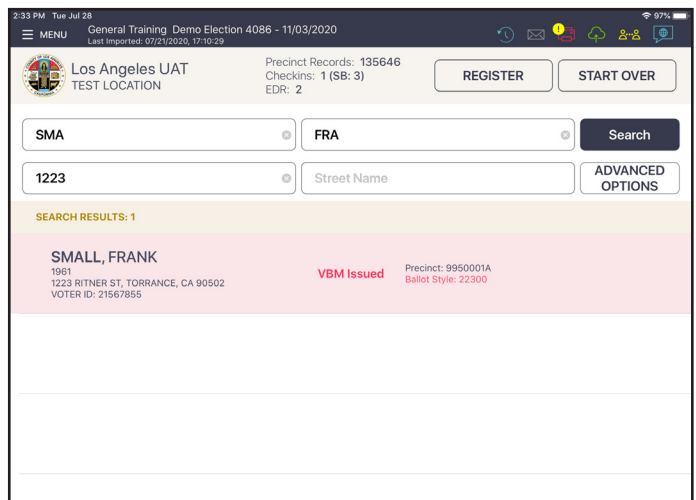 2:33 PM Tue Jul 28
97%
MENU
General Training Demo Election 4086 - 11/03/2020
Last Imported: 07/21/2020, 17:10:29
Los Angeles UAT
TEST LOCATION
Precinct Records: 135646
Checkins: 1 (SB: 3)
EDR: 2
REGISTER
START OVER
SMA
FRA
Search
1223
Street Name
ADVANCED
OPTIONS
SEARCH RESULTS: 1
SMALL, FRANK
1961
1223 RITNER ST, TORRANCE, CA 90502
VOTER ID: 21567855
VBM Issued
Precinct: 9950001A
Ballot Style: 22300